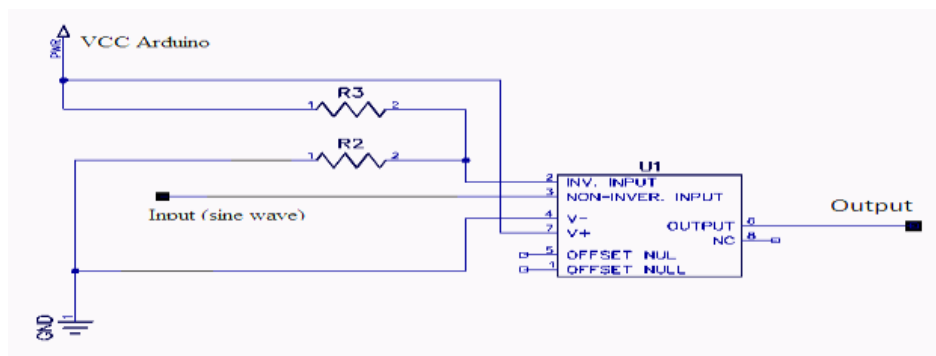 PWR
VCC Arduino
R3
1 2
R2
1 2
U1
2 INV. INPUT
3 NON-INVER. INPUT
Input (sine wave)
4 V-
7 V+
OUTPUT 6
Output
NC 8
5 OFFSET NUL
1 OFFSET NULL
GND
1